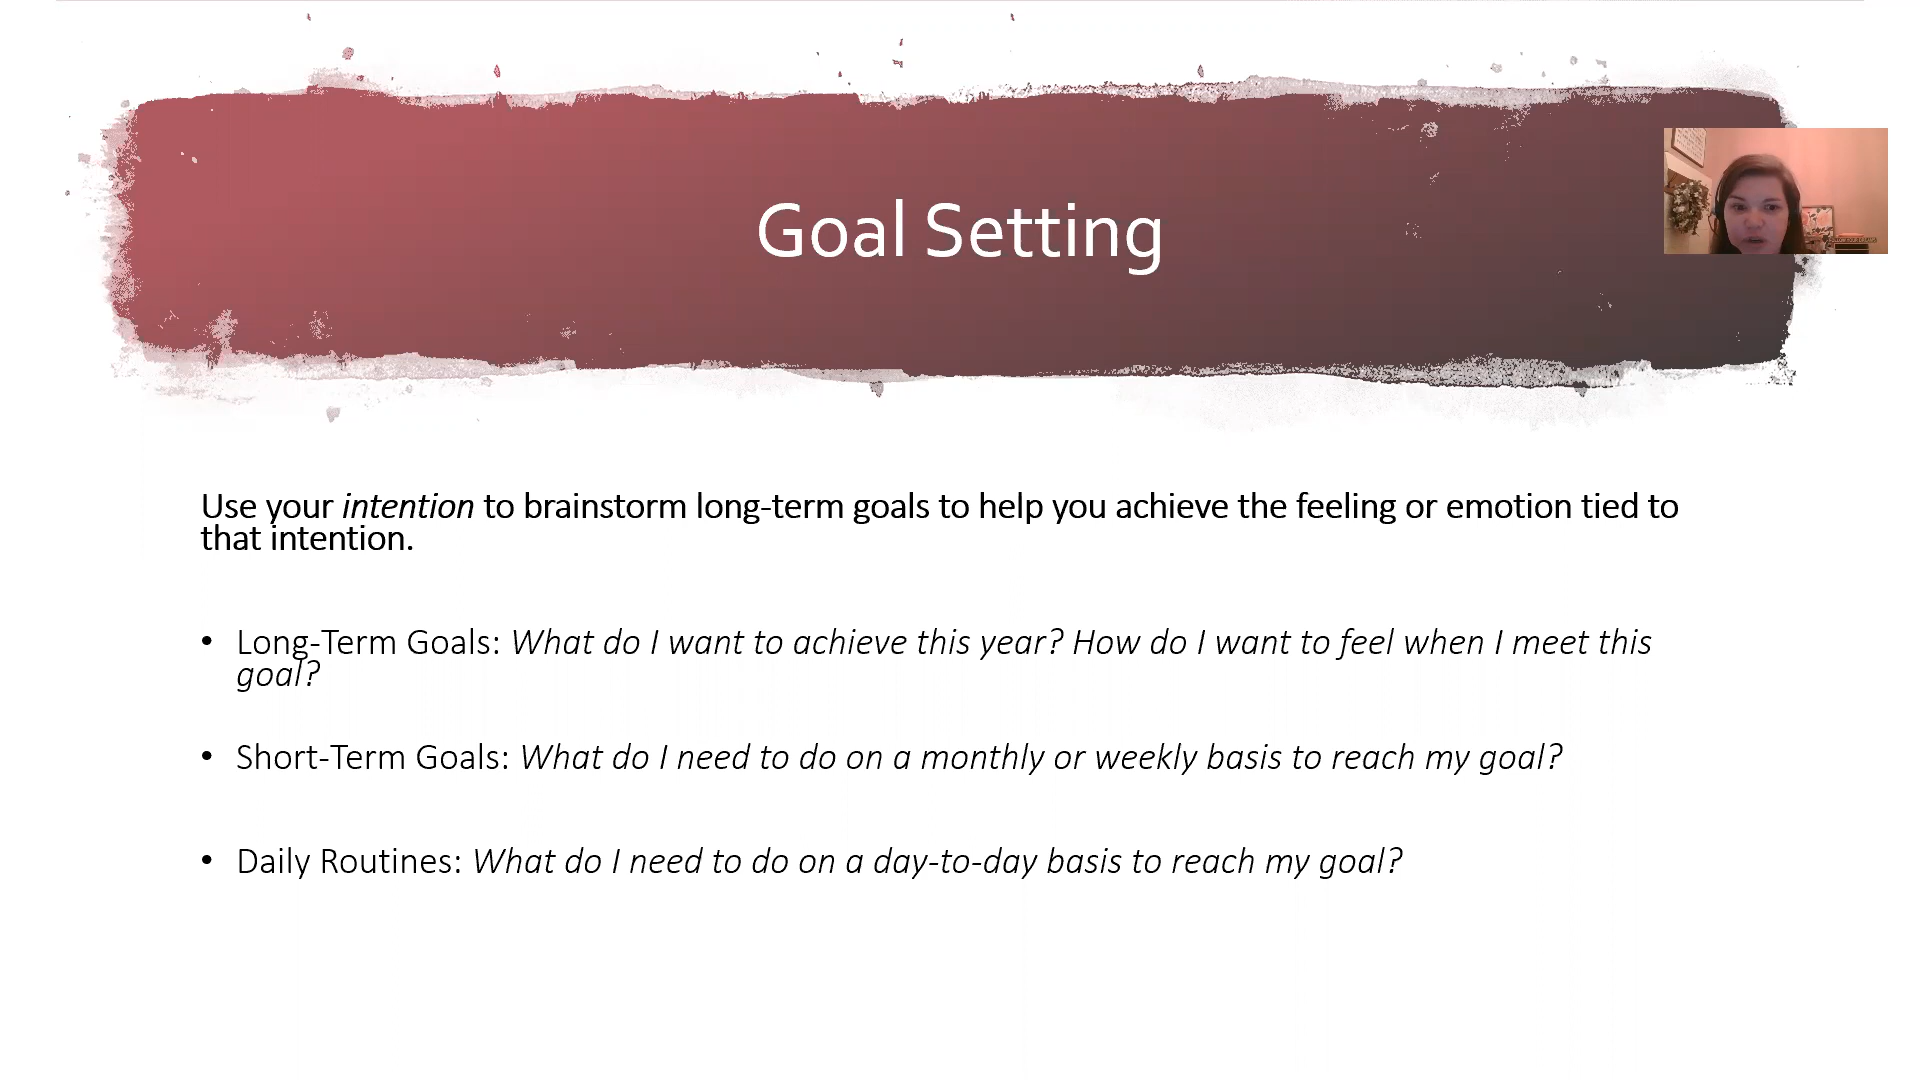 Goal Setting
Use your intention to brainstorm long-term goals to help you achieve the feeling or emotion tied to
that intention.
• Long-Term Goals: What do I want to achieve this year? How do I want to feel when I meet this
goal?
• Short-Term Goals: What do I need to do on a monthly or weekly basis to reach my goal?
• Daily Routines: What do I need to do on a day-to-day basis to reach my goal?